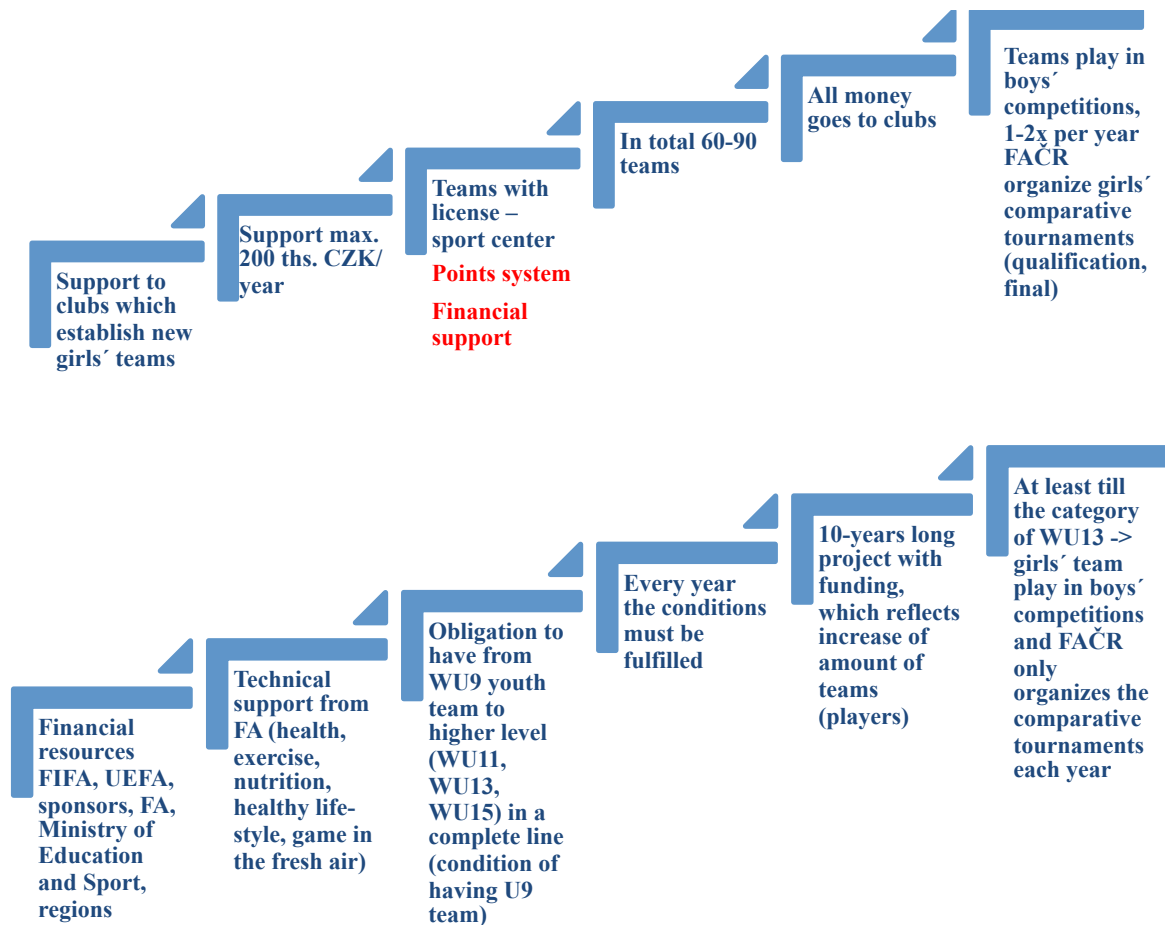 Support to
clubs which
establish new
girls´ teams
Support max.
200 ths. CZK/
year
Teams with
license –
sport center
Points system
Financial
support
In total 60-90
teams
All money
goes to clubs
Teams play in
boys´
competitions,
1-2x per year
FAČR
organize girls´
comparative
tournaments
(qualification,
final)
Financial
resources
FIFA, UEFA,
sponsors, FA,
Ministry of
Education
and Sport,
regions
Technical
support from
FA (health,
exercise,
nutrition,
healthy life-
style, game in
the fresh air)
Obligation to
have from
WU9 youth
team to
higher level
(WU11,
WU13,
WU15) in a
complete line
(condition of
having U9
team)
Every year
the conditions
must be
fulfilled
10-years long
project with
funding,
which reflects
increase of
amount of
teams
(players)
At least till
the category
of WU13 ->
girls´ team
play in boys´
competitions
and FAČR
only
organizes the
comparative
tournaments
each year